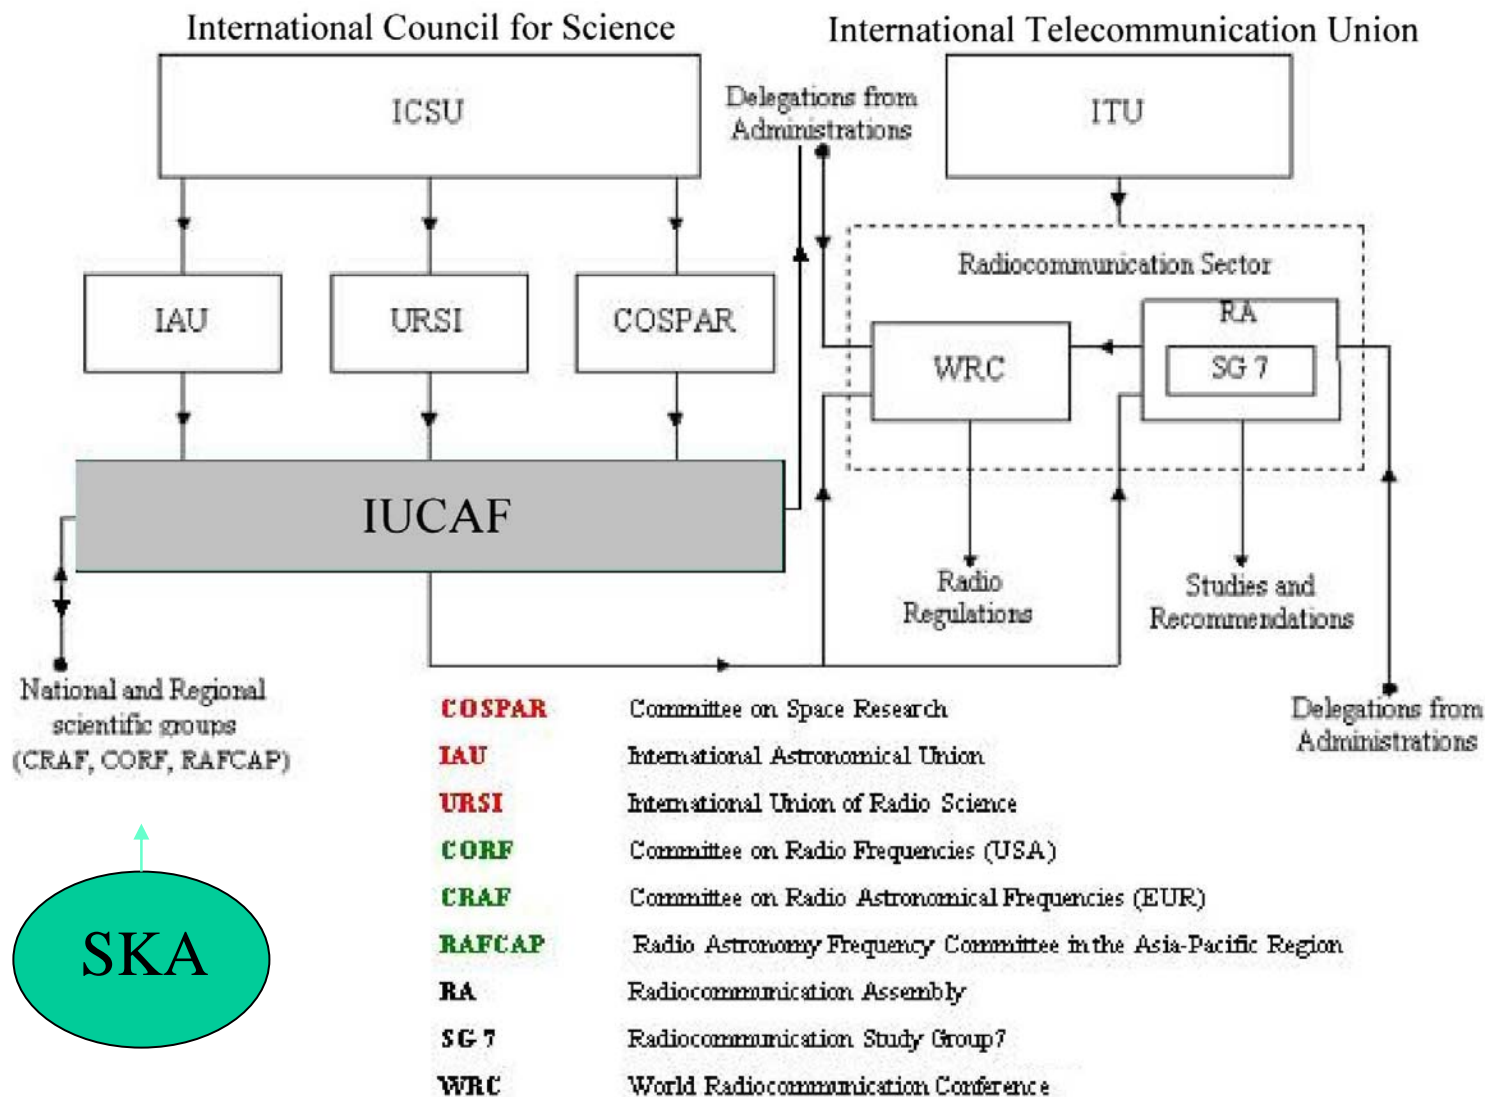 International Council for Science
International Telecommunication Union
ICSU
Delegations from
Administrations
ITU
IAU
URSI
COSPAR
Radiocommunication Sector
WRC
RA
SG 7
IUCAF
Radio
Regulations
Studies and
Recommendations
National and Regional
scientific groups
(CRAF, CORF, RAFCAP)
Delegations from
Administrations
SKA
COSPAR Committee on Space Research
IAU International Astronomical Union
URSI International Union of Radio Science
CORF Committee on Radio Frequencies (USA)
CRAF Committee on Radio Astronomical Frequencies (EUR)
RAFCAP Radio Astronomy Frequency Committee in the Asia-Pacific Region
RA Radiocommunication Assembly
SG 7 Radiocommunication Study Group7
WRC World Radiocommunication Conference